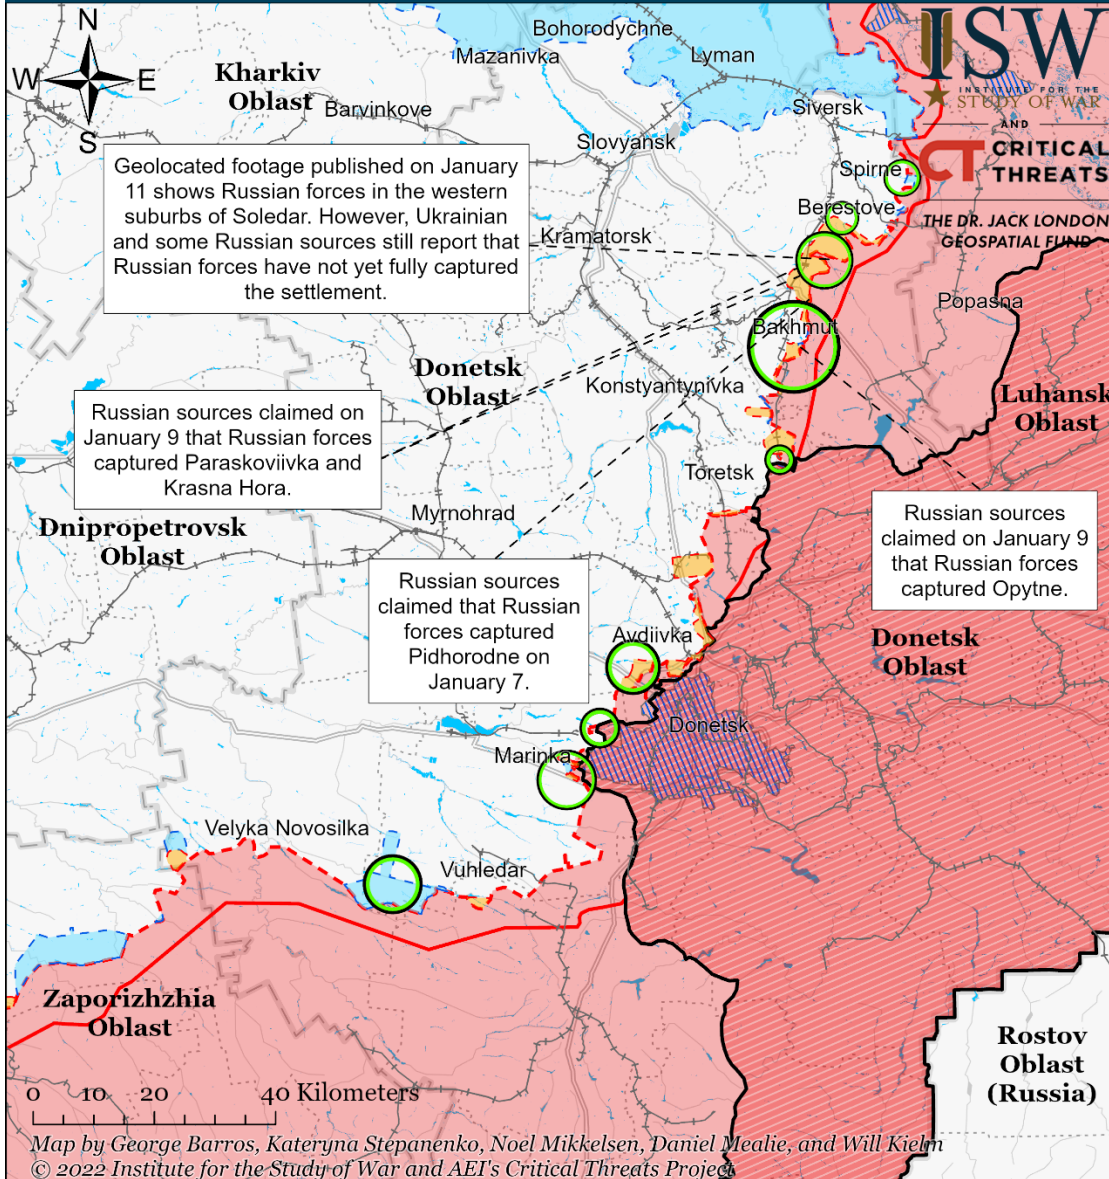 N
W
E
S
ISW
INSTITUTE FOR THE
STUDY OF WAR
AND
CT CRITICAL
THREATS
THE DR. JACK LONDON
GEOSPATIAL FUND
Bohorodychne
Mazanivka
Lyman
Kharkiv
Oblast
Barvinkove
Siversk
Slovyansk
Geolocated footage published on January
11 shows Russian forces in the western
suburbs of Soledar. However, Ukrainian
and some Russian sources still report that
Russian forces have not yet fully captured
the settlement.
Spirne
Berestove
Kramatorsk
Popasna
Bakhmut
Donetsk
Oblast
Konstyantynivka
Luhansk
Oblast
Russian sources claimed on
January 9 that Russian forces
captured Paraskoviivka and
Krasna Hora.
Toretsk
Myrnohrad
Dnipropetrovsk
Oblast
Russian sources
claimed on January 9
that Russian forces
captured Opytne.
Russian sources
claimed that Russian
forces captured
Pidhorodne on
January 7.
Avdiivka
Donetsk
Oblast
Donetsk
Marinka
Velyka Novosilka
Vuhledar
Zaporizhzhia
Oblast
Rostov
Oblast
(Russia)
0 10 20 40 Kilometers
Map by George Barros, Kateryna Stepanenko, Noel Mikkelsen, Daniel Mealie, and Will Kielm
© 2022 Institute for the Study of War and AEI's Critical Threats Project